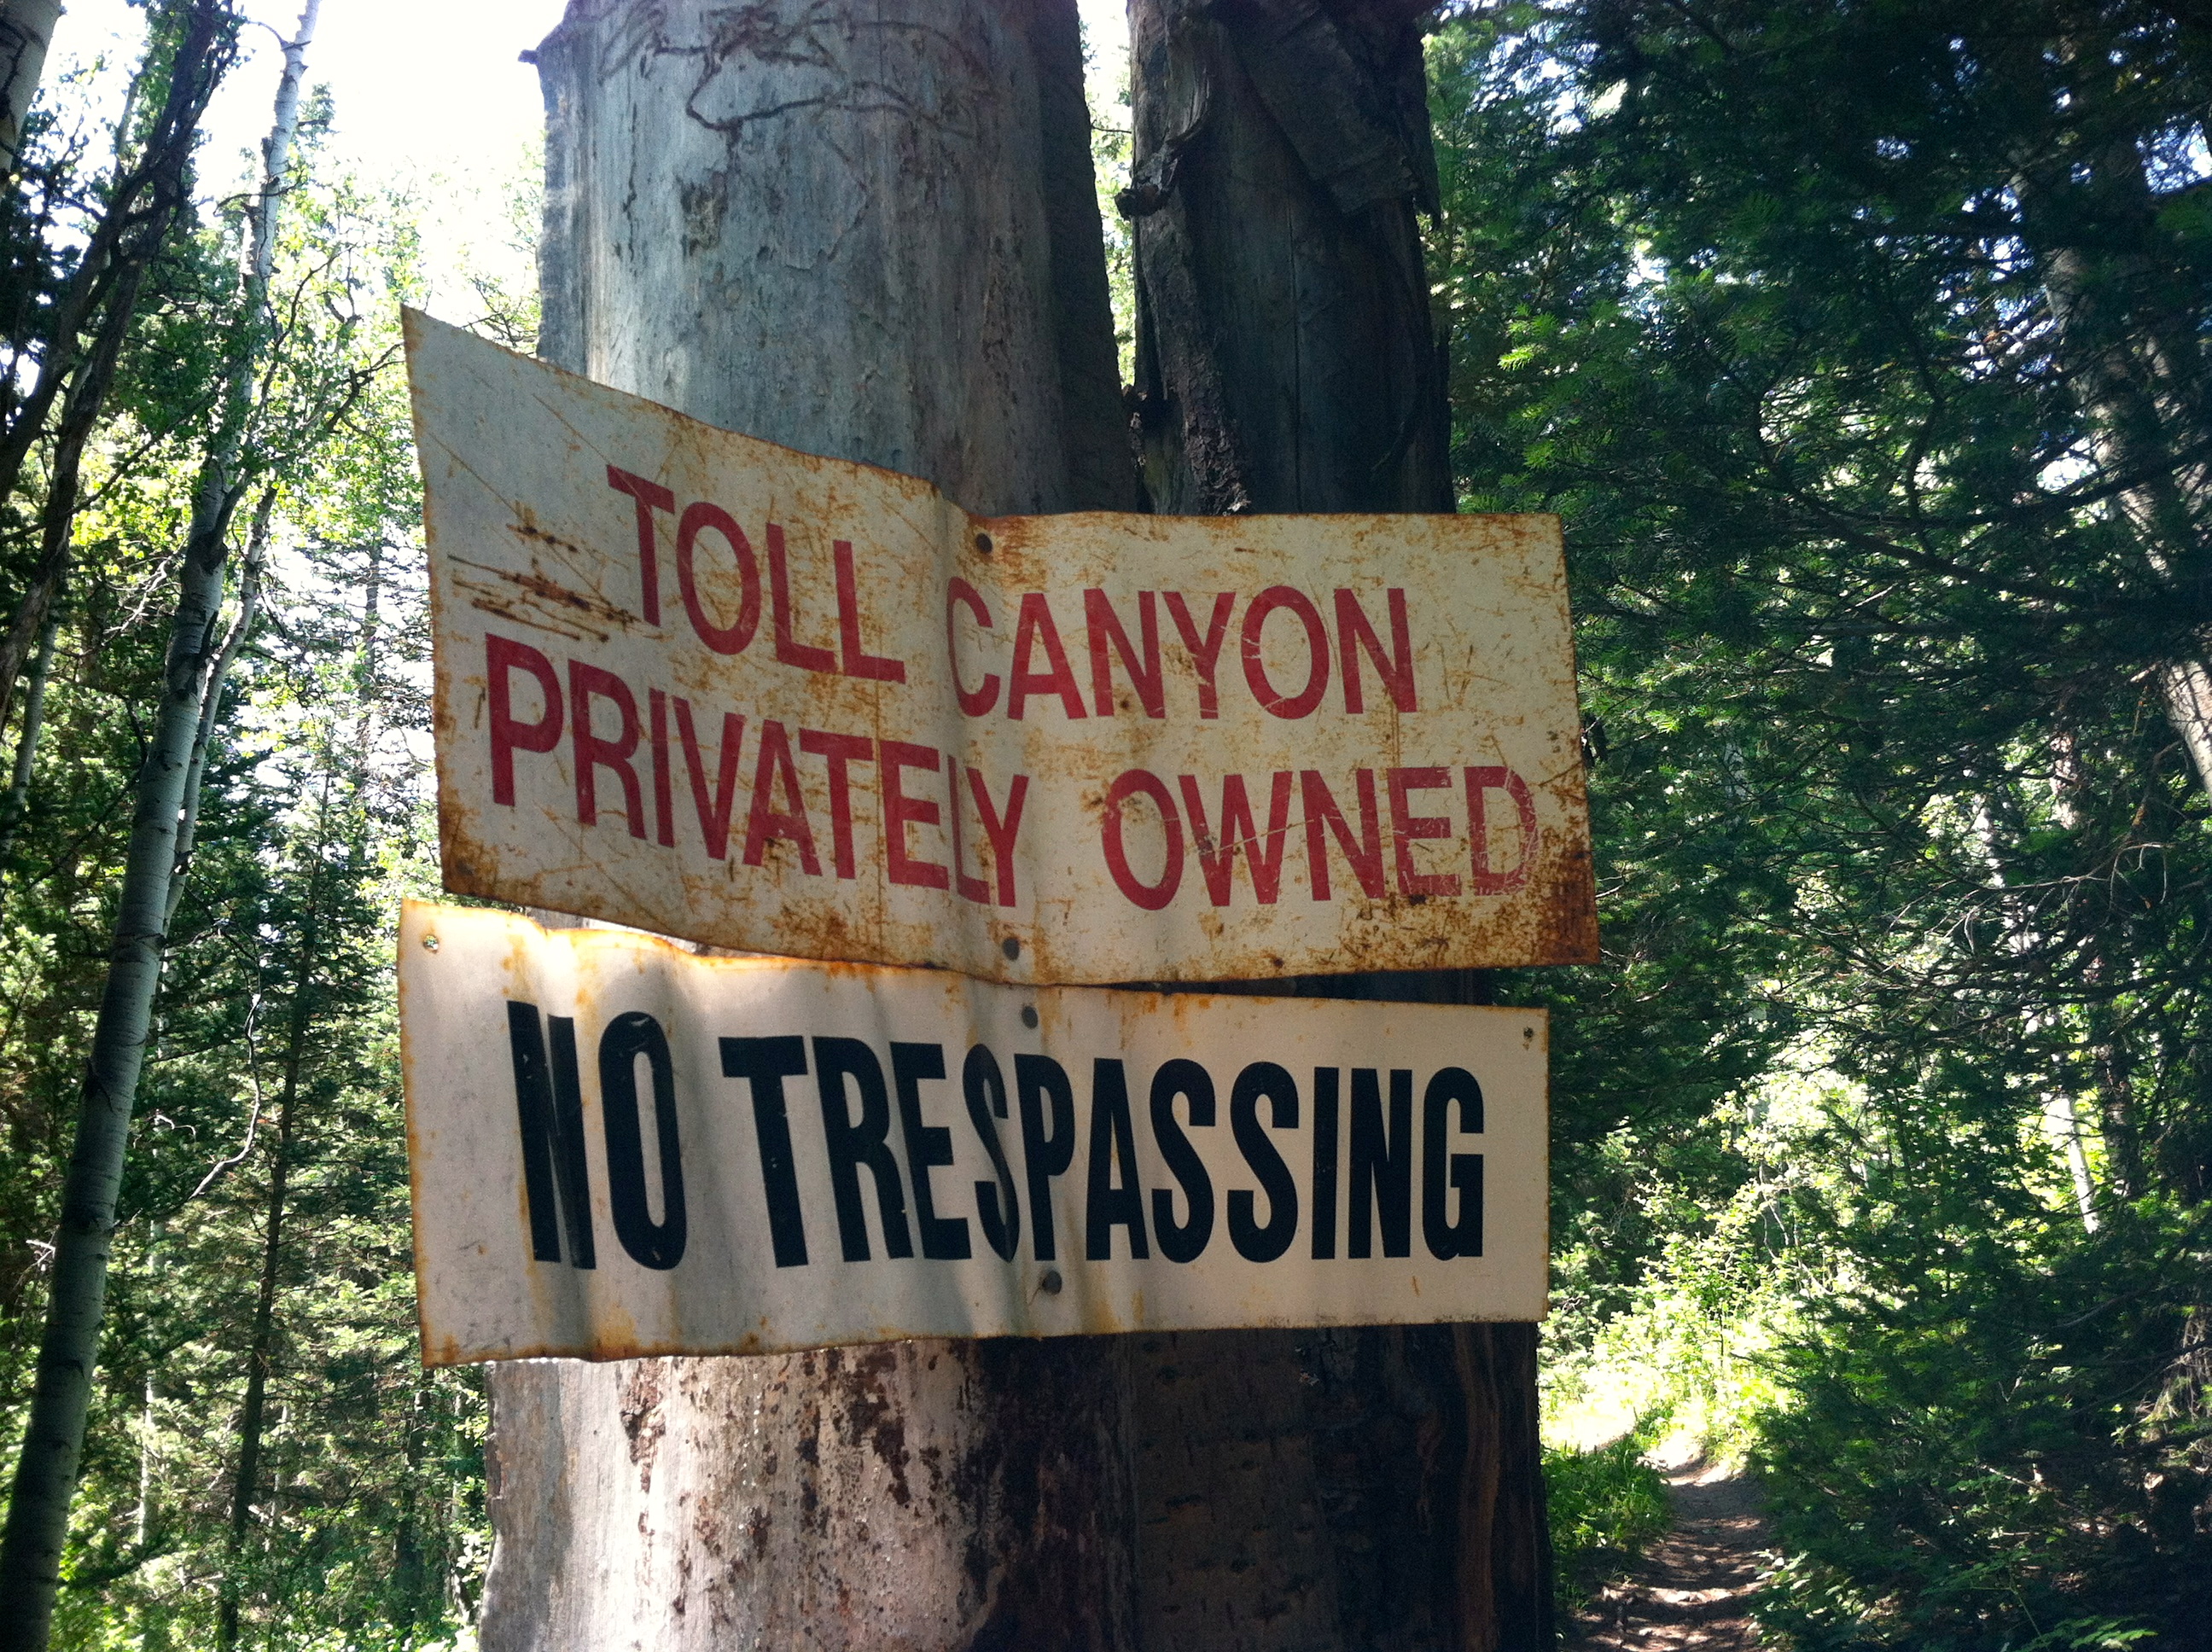 TOLL CANYON
PRIVATELY OWNED
NO TRESPASSING